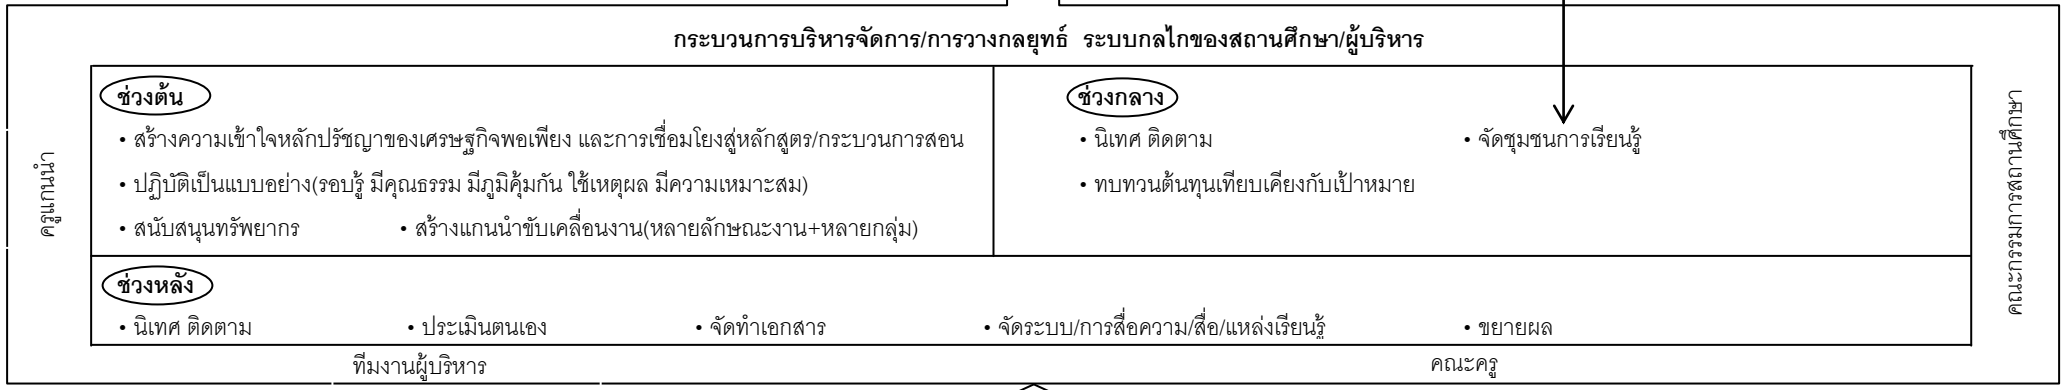 กระบวนการบริหารจัดการ/การวางกลยุทธ์ ระบบกลไกของสถานศึกษา/ผู้บริหาร
ครูแกนนำ
ช่วงต้น
• สร้างความเข้าใจหลักปรัชญาของเศรษฐกิจพอเพียง และการเชื่อมโยงสู่หลักสูตร/กระบวนการสอน
• ปฏิบัติเป็นแบบอย่าง(รอบรู้ มีคุณธรรม มีภูมิคุ้มกัน ใช้เหตุผล มีความเหมาะสม)
• สนับสนุนทรัพยากร • สร้างแกนนำขับเคลื่อนงาน(หลายลักษณะงาน+หลายกลุ่ม)
ช่วงกลาง
• นิเทศ ติดตาม • จัดชุมชนการเรียนรู้
• ทบทวนต้นทุนเทียบเคียงกับเป้าหมาย
คณะกรรมการสถานศึกษา
ช่วงหลัง
• นิเทศ ติดตาม • ประเมินตนเอง • จัดทำเอกสาร • จัดระบบ/การสื่อความ/สื่อ/แหล่งเรียนรู้ • ขยายผล
ทีมงานผู้บริหาร คณะครู